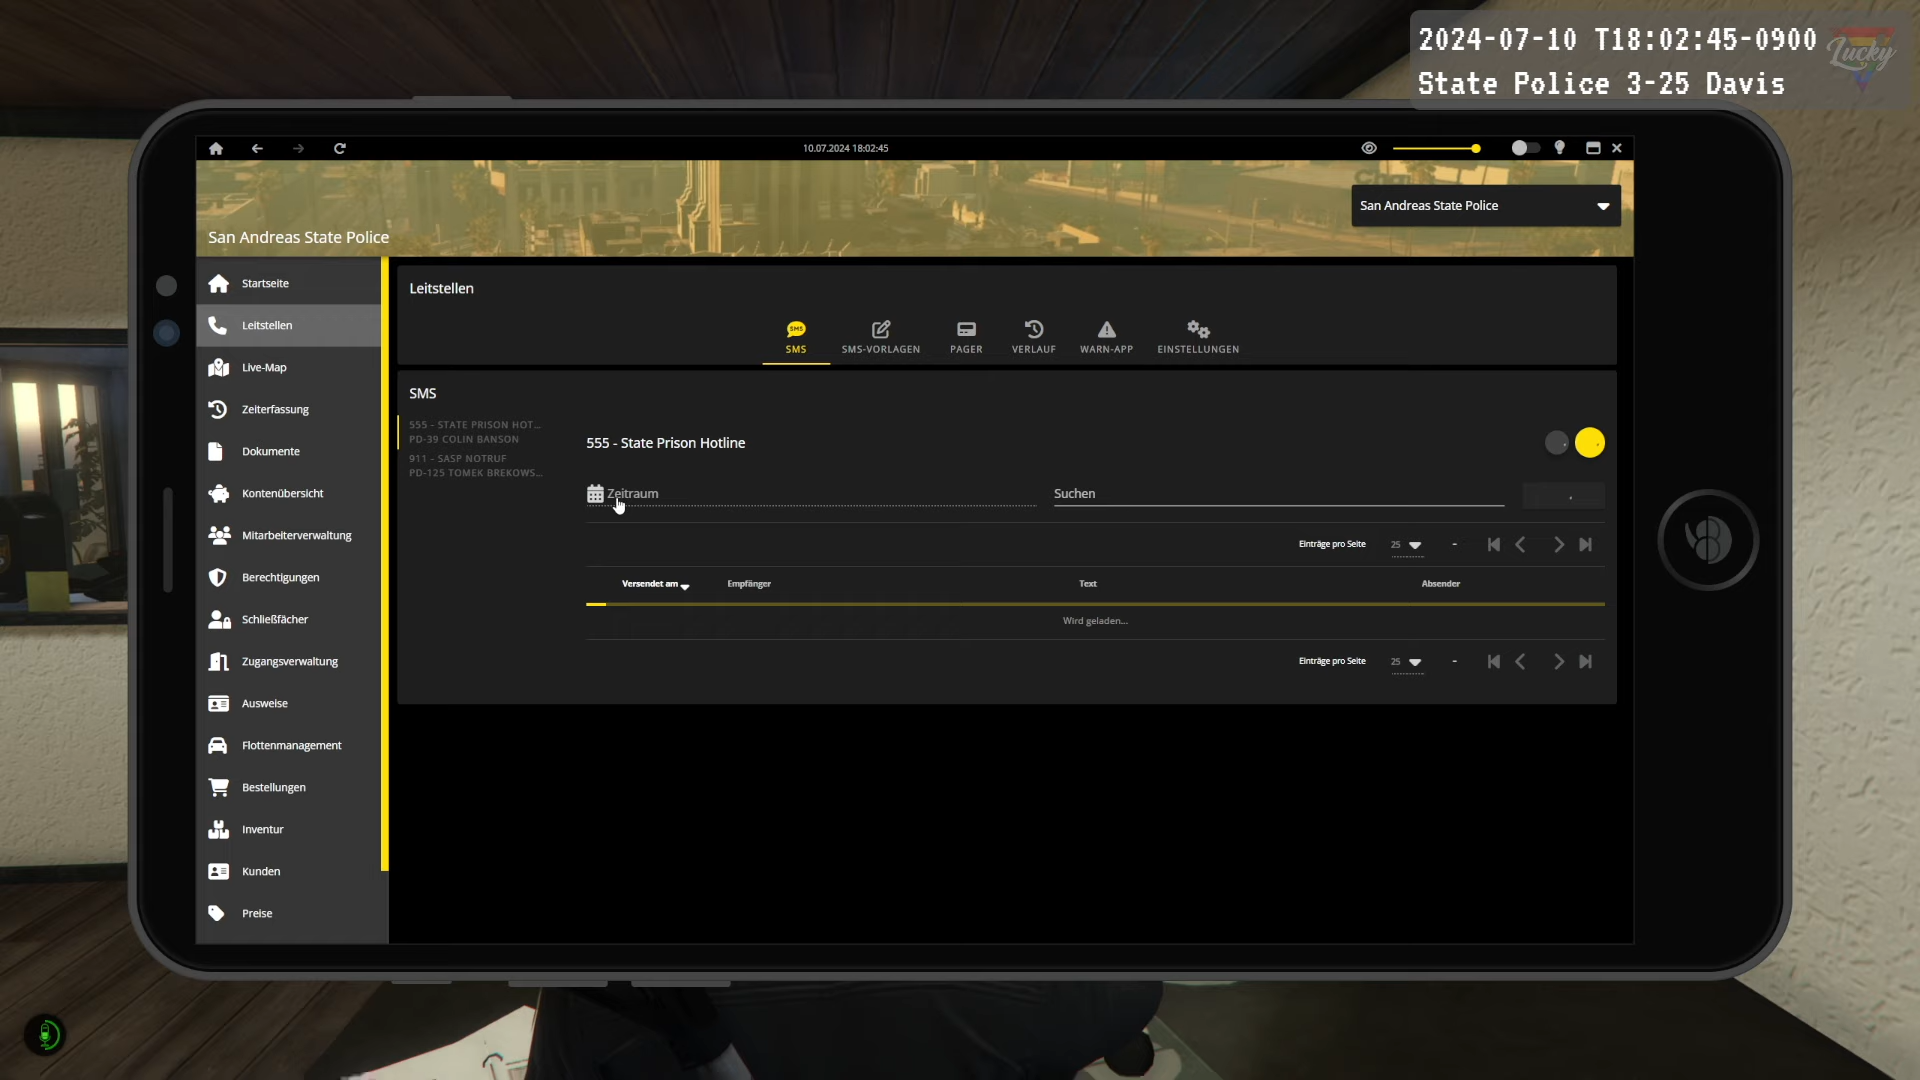 2024-07-10 T18:02:45-0900
State Police 3-25 Davis
Lucky
10.07.2024 18:02:45
San Andreas State Police
San Andreas State Police
Startseite
Leitstellen
Live-Map
Zeiterfassung
Dokumente
Kontenübersicht
Mitarbeiterverwaltung
Berechtigungen
Schließfächer
Zugangsverwaltung
Ausweise
Flottenmanagement
Bestellungen
Inventur
Kunden
Preise
Leitstellen
SMS
SMS
SMS-VORLAGEN
PAGER
VERLAUF
WARN-APP
EINSTELLUNGEN
SMS
555 - STATE PRISON HOT...
PD-39 COLIN BANSON
911 - SASP NOTRUF
PD-125 TOMEK BREKOWS...
555 - State Prison Hotline
Zeitraum
Suchen
Einträge pro Seite 25 -
Versendet am Empfänger Text Absender
Wird geladen...
Einträge pro Seite 25 -